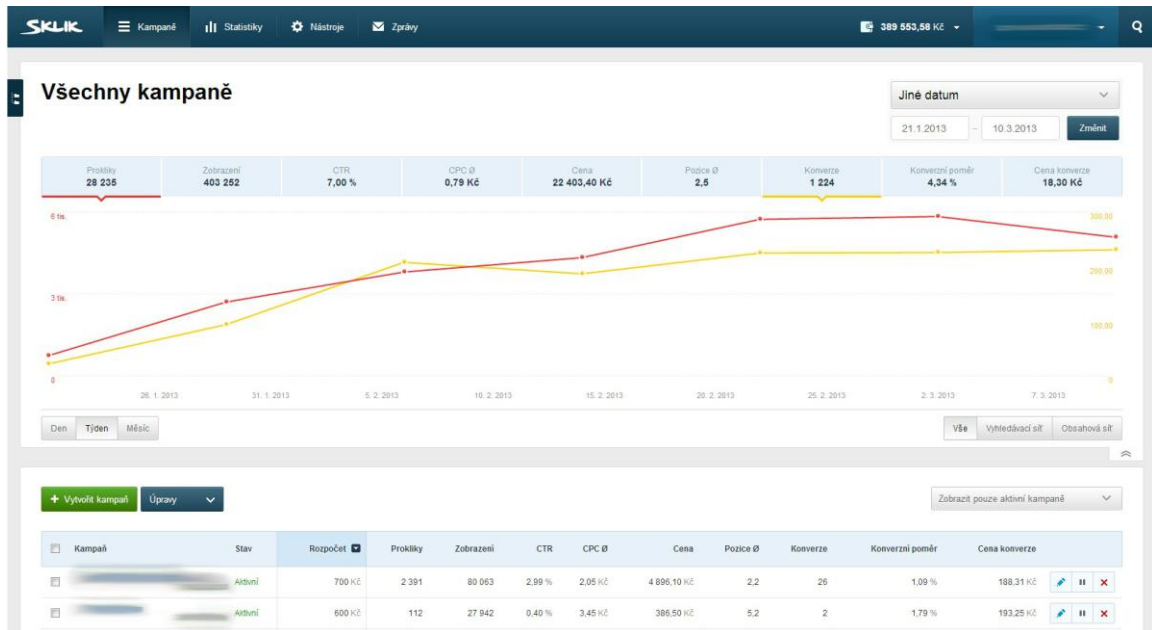 SKLIK Kampaně Statistiky Nástroje Zprávy 389 553,58 Kč
Všechny kampaně
Jiné datum
21.1.2013 – 10.3.2013 Změnit
Prokliky Zobrazení CTR CPC Ø Cena Pozice Ø Konverze Konverzní poměr Cena konverze
28 235 403 252 7,00 % 0,79 Kč 22 403,40 Kč 2,5 1 224 4,34 % 18,30 Kč
6 tis. 300,00
200,00
3 tis.
100,00
0 0
26. 1. 2013 31. 1. 2013 5. 2. 2013 10. 2. 2013 15. 2. 2013 20. 2. 2013 25. 2. 2013 2. 3. 2013 7. 3. 2013
Den Týden Měsíc Vše Vyhledávací síť Obsahová síť
+ Vytvořit kampaň Úpravy Zobrazit pouze aktivní kampaně
Kampaň Stav Rozpočet Prokliky Zobrazení CTR CPC Ø Cena Pozice Ø Konverze Konverzní poměr Cena konverze
Aktivní 700 Kč 2 391 80 063 2,99 % 2,05 Kč 4 896,10 Kč 2,2 26 1,09 % 188,31 Kč
Aktivní 600 Kč 112 27 942 0,40 % 3,45 Kč 386,50 Kč 5,2 2 1,79 % 193,25 Kč